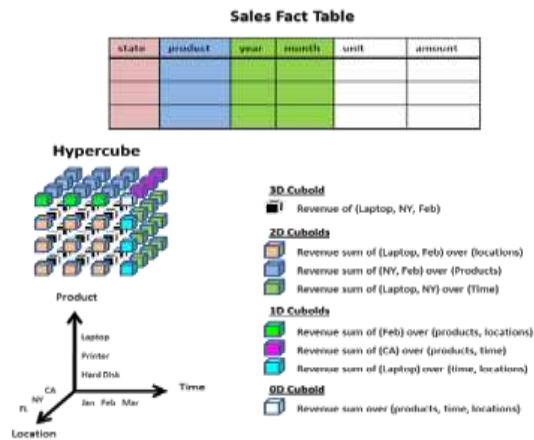 Sales Fact Table
state product year month unit amount
Hypercube
3D Cuboid
Revenue of (Laptop, NY, Feb)
2D Cubolds
Revenue sum of (Laptop, Feb) over (locations)
Revenue sum of (NY, Feb) over (Products)
Revenue sum of (Laptop, NY) over (Time)
1D Cubolds
Revenue sum of (Feb) over (products, locations)
Revenue sum of (CA) over (products, time)
Revenue sum of (Laptop) over (time, locations)
0D Cubold
Revenue sum over (products, time, locations)
Product
Laptop
Printer
Hard Disk
Time
Jan Feb Mar
CA
NY
FL
Location